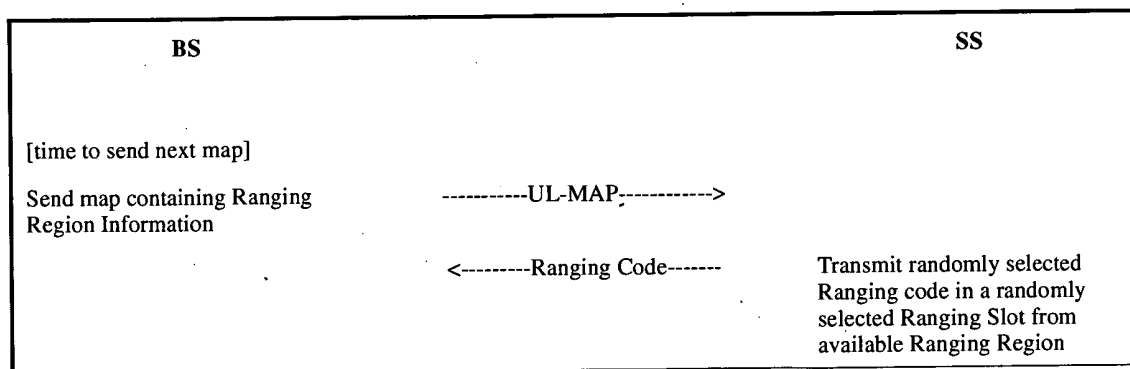 BS SS
[time to send next map]
Send map containing Ranging -----------UL-MAP------------>
Region Information
<---------Ranging Code------- Transmit randomly selected
Ranging code in a randomly
selected Ranging Slot from
available Ranging Region